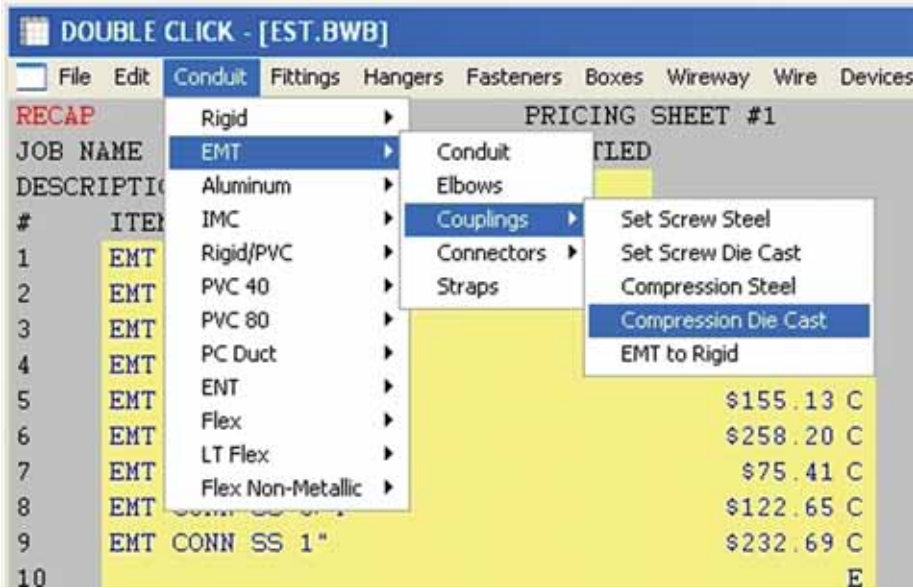 DOUBLE CLICK - [EST.BWB]
File Edit Conduit Fittings Hangers Fasteners Boxes Wireway Wire Devices
RECAP PRICING SHEET #1
JOB NAME
# 
1 EMT
2 EMT
3 EMT
4 EMT
5 EMT $155.13 C
6 EMT $258.20 C
7 EMT $75.41 C
8 EMT $122.65 C
9 EMT CONN SS 1" $232.69 C
10 E
Rigid
EMT
Aluminum
IMC
Rigid/PVC
PVC 40
PVC 80
PC Duct
ENT
Flex
LT Flex
Flex Non-Metallic
Conduit
Elbows
Couplings
Connectors
Straps
Set Screw Steel
Set Screw Die Cast
Compression Steel
Compression Die Cast
EMT to Rigid